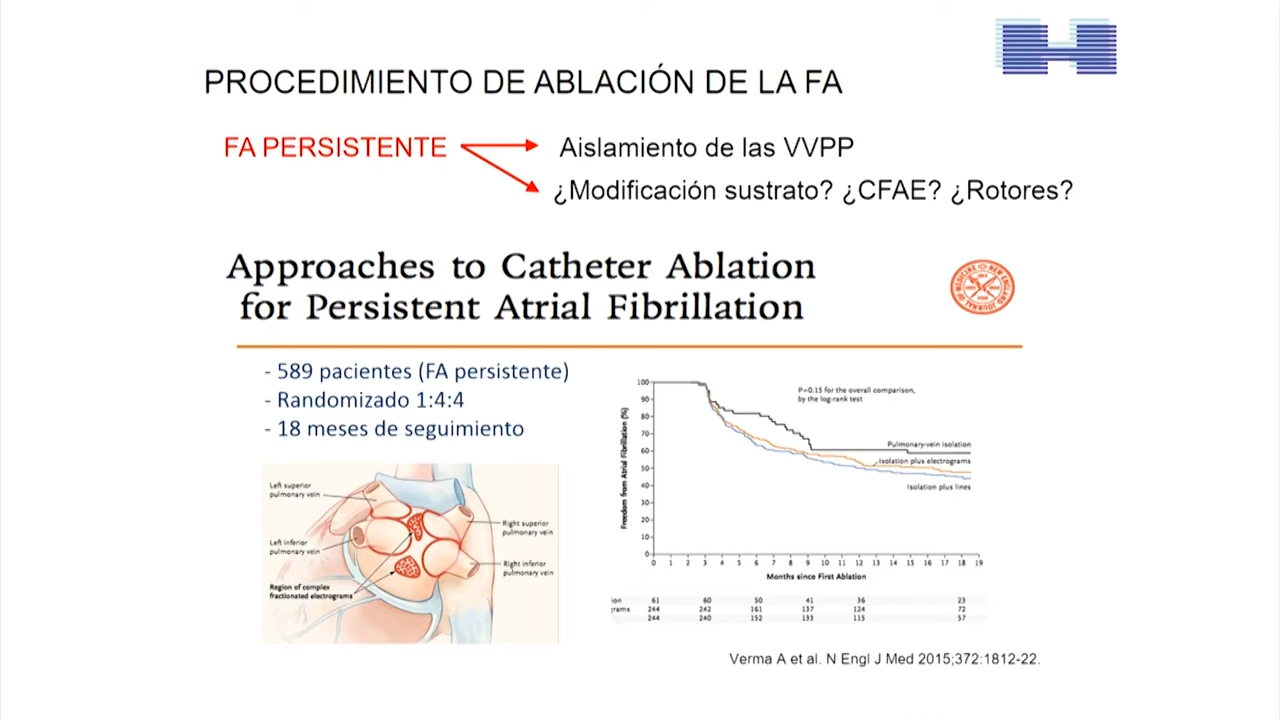 PROCEDIMIENTO DE ABLACIÓN DE LA FA
FA PERSISTENTE
Aislamiento de las VVPP
¿Modificación sustrato? ¿CFAE? ¿Rotores?
Approaches to Catheter Ablation
for Persistent Atrial Fibrillation
- 589 pacientes (FA persistente)
- Randomizado 1:4:4
- 18 meses de seguimiento
Left superior
pulmonary vein
Left inferior
pulmonary vein
Region of complex
fractionated electrograms
Right superior
pulmonary vein
Right inferior
pulmonary vein
Freedom from Atrial Fibrillation (%)
100
90
80
70
60
50
40
30
20
10
0
P=0.15 for the overall comparison,
by the log-rank test
Pulmonary-vein isolation
Isolation plus electrograms
Isolation plus lines
0 1 2 3 4 5 6 7 8 9 10 11 12 13 14 15 16 17 18 19
Months since First Ablation
ion 61 60 50 41 36 23
grams 244 242 161 137 124 72
244 240 152 133 115 57
Verma A et al. N Engl J Med 2015;372:1812-22.